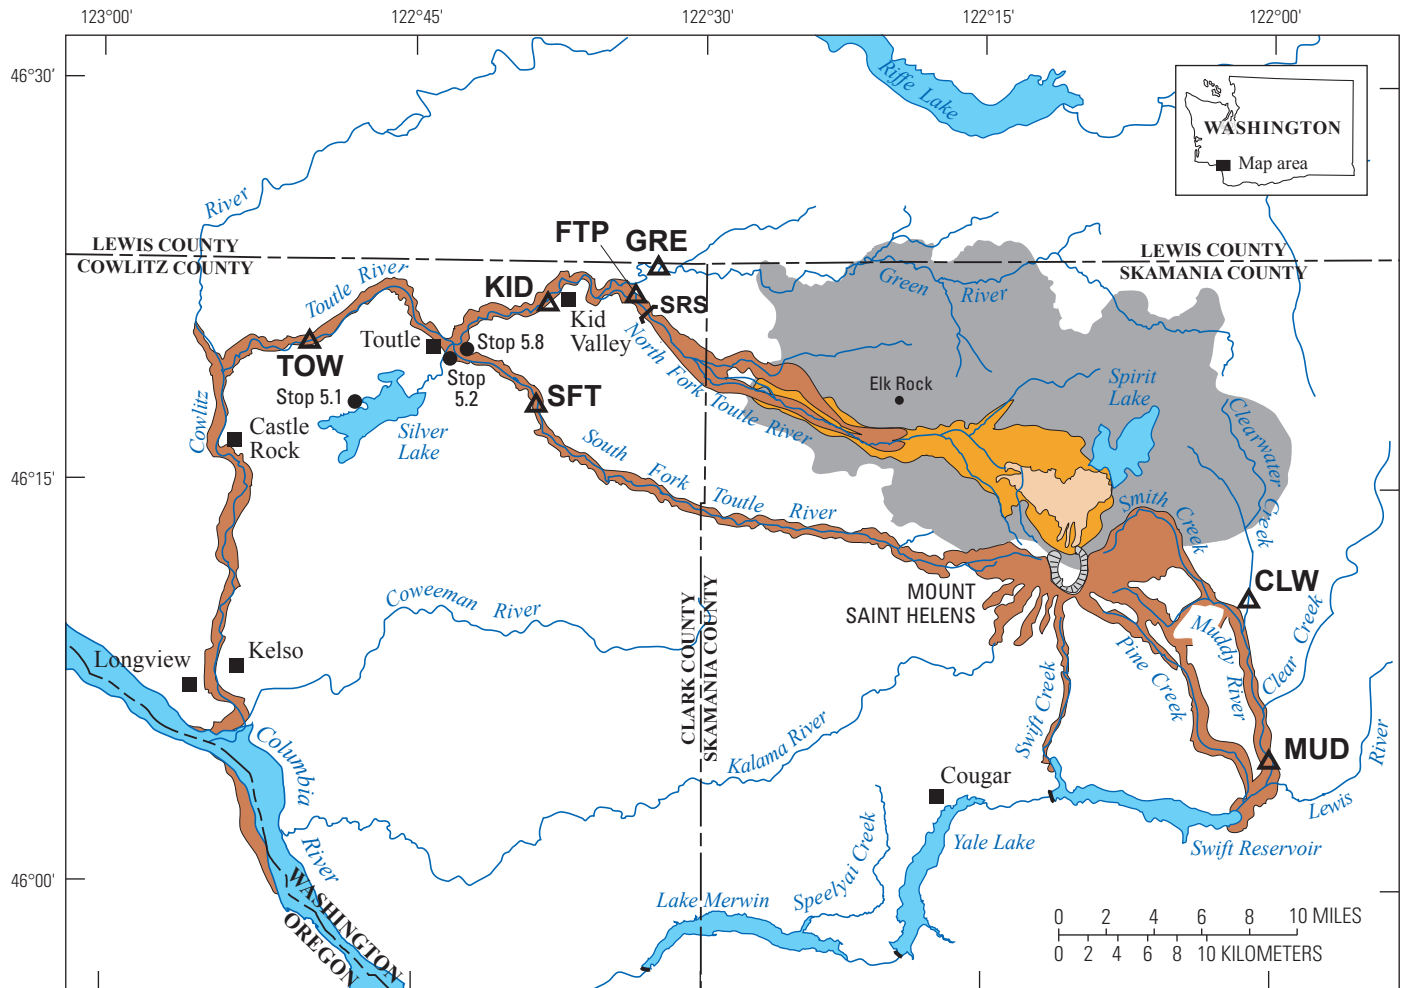 123°00′
122°45′
122°30′
122°15′
122°00′
46°30′
46°15′
46°00′
Riffe Lake
WASHINGTON
Map area
River
LEWIS COUNTY
COWLITZ COUNTY
LEWIS COUNTY
SKAMANIA COUNTY
FTP
GRE
KID
SRS
Toutle River
Green River
TOW
Toutle
Kid
Valley
Stop 5.8
Stop
5.2
Stop 5.1
SFT
North Fork Toutle River
Elk Rock
Spirit
Lake
Cowlitz
Castle
Rock
Silver
Lake
South Fork Toutle River
Clearwater Creek
Smith Creek
MOUNT
SAINT HELENS
CLW
Coweeman River
CLARK COUNTY
SKAMANIA COUNTY
Muddy River
Clear Creek
Pine Creek
Swift Creek
Longview
Kelso
Kalama River
Columbia River
MUD
River
Lewis
Cougar
Yale Lake
Swift Reservoir
Speelyai Creek
Lake Merwin
WASHINGTON
OREGON
0 2 4 6 8 10 MILES
0 2 4 6 8 10 KILOMETERS